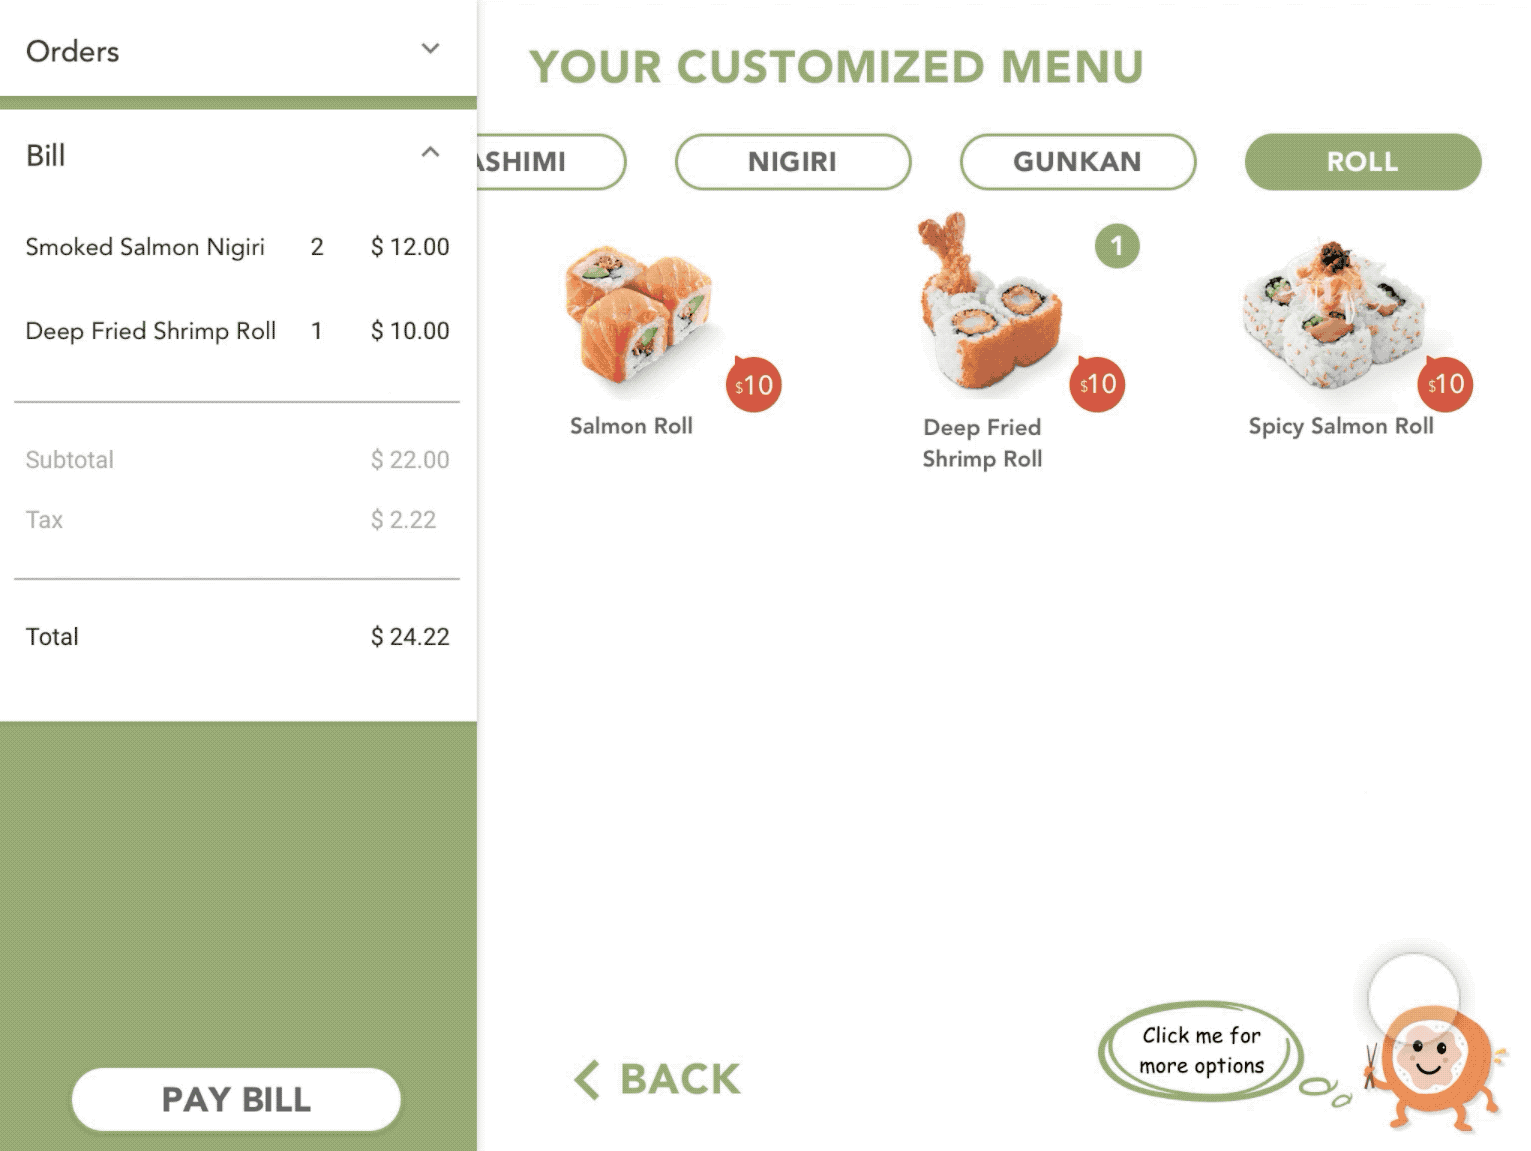 Orders
Bill
Smoked Salmon Nigiri 2 $ 12.00
Deep Fried Shrimp Roll 1 $ 10.00
Subtotal $ 22.00
Tax $ 2.22
Total $ 24.22
PAY BILL
YOUR CUSTOMIZED MENU
ASHIMI NIGIRI GUNKAN ROLL
$10
Salmon Roll
1
$10
Deep Fried
Shrimp Roll
$10
Spicy Salmon Roll
BACK
Click me for
more options